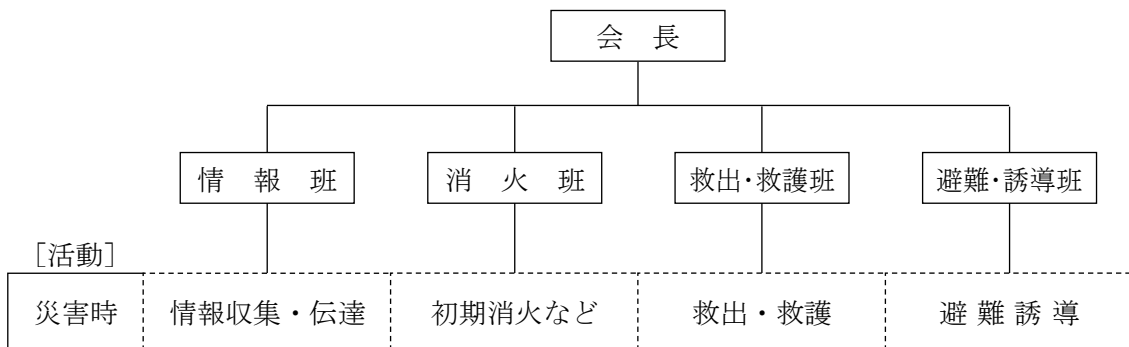 会 長
情 報 班
消 火 班
救出・救護班
避難・誘導班
［活動］
災害時
情報収集・伝達
初期消火など
救出・救護
避 難 誘 導